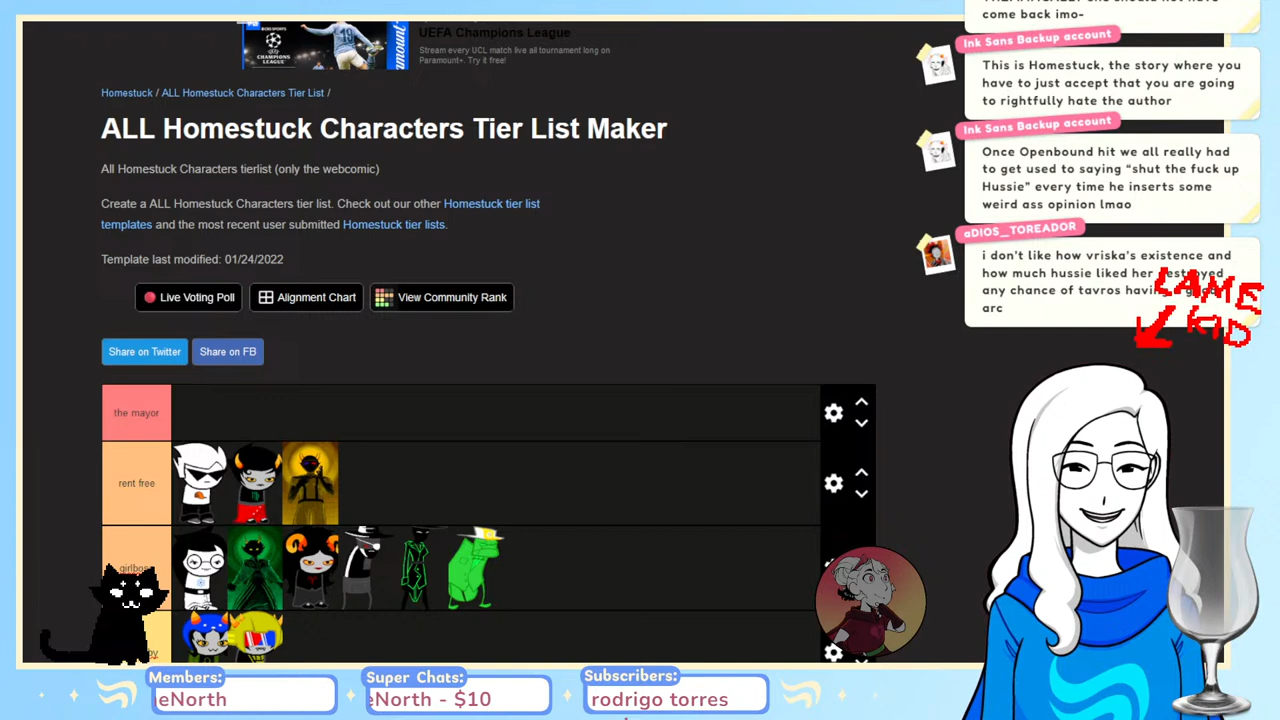 UEFA Champions League
Stream every UCL match live all tournament long on
Paramount+. Try it free!
Homestuck / ALL Homestuck Characters Tier List /
ALL Homestuck Characters Tier List Maker
All Homestuck Characters tierlist (only the webcomic)
Create a ALL Homestuck Characters tier list. Check out our other Homestuck tier list
templates and the most recent user submitted Homestuck tier lists.
Template last modified: 01/24/2022
Live Voting Poll
Alignment Chart
View Community Rank
Share on Twitter
Share on FB
the mayor
rent free
come back imo-
Ink Sans Backup account
This is Homestuck, the story where you
have to just accept that you are going
to rightfully hate the author
Ink Sans Backup account
Once Openbound hit we all really had
to get used to saying “shut the fuck up
Hussie” every time he inserts some
weird ass opinion lmao
aDIOS_TOREADOR
i don't like how vriska's existence and
how much hussie liked her destroyed
any chance of tavros having a
arc
LAME
KID
Members:
eNorth
Super Chats:
eNorth - $10
Subscribers:
rodrigo torres